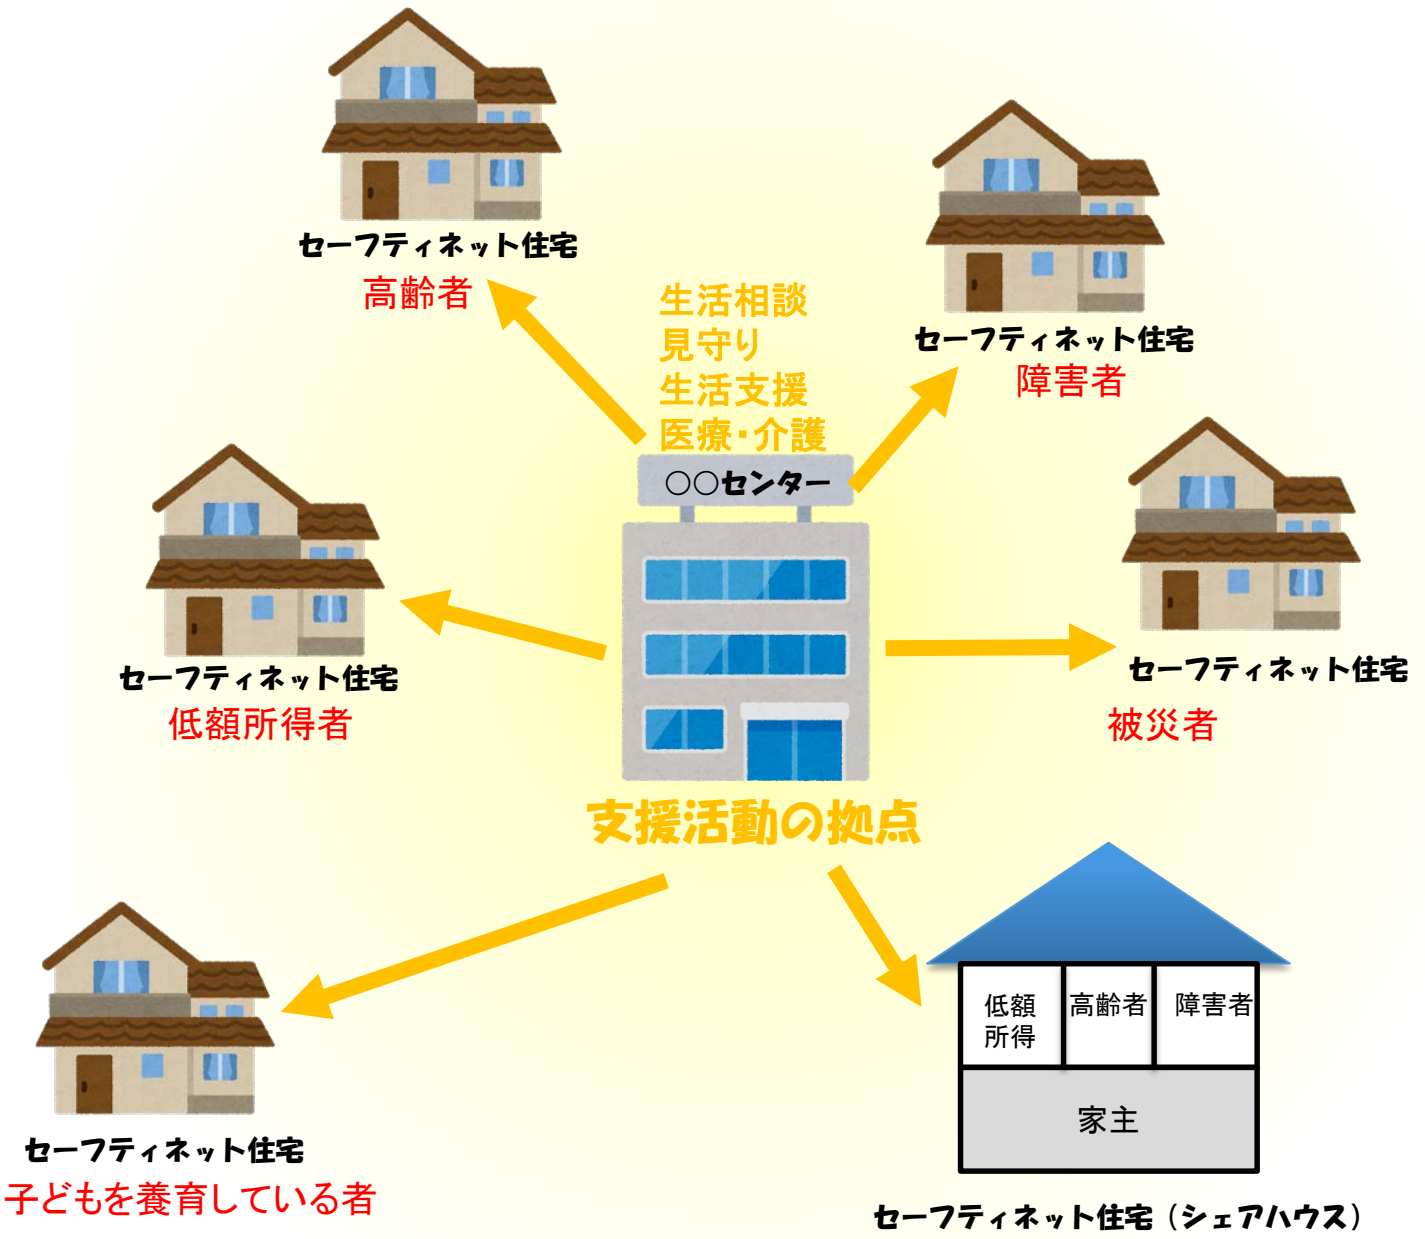 セーフティネット住宅
高齢者
生活相談
見守り
生活支援
医療・介護
セーフティネット住宅
障害者
○○センター
セーフティネット住宅
低額所得者
セーフティネット住宅
被災者
支援活動の拠点
セーフティネット住宅
子どもを養育している者
低額
所得
高齢者
障害者
家主
セーフティネット住宅（シェアハウス）